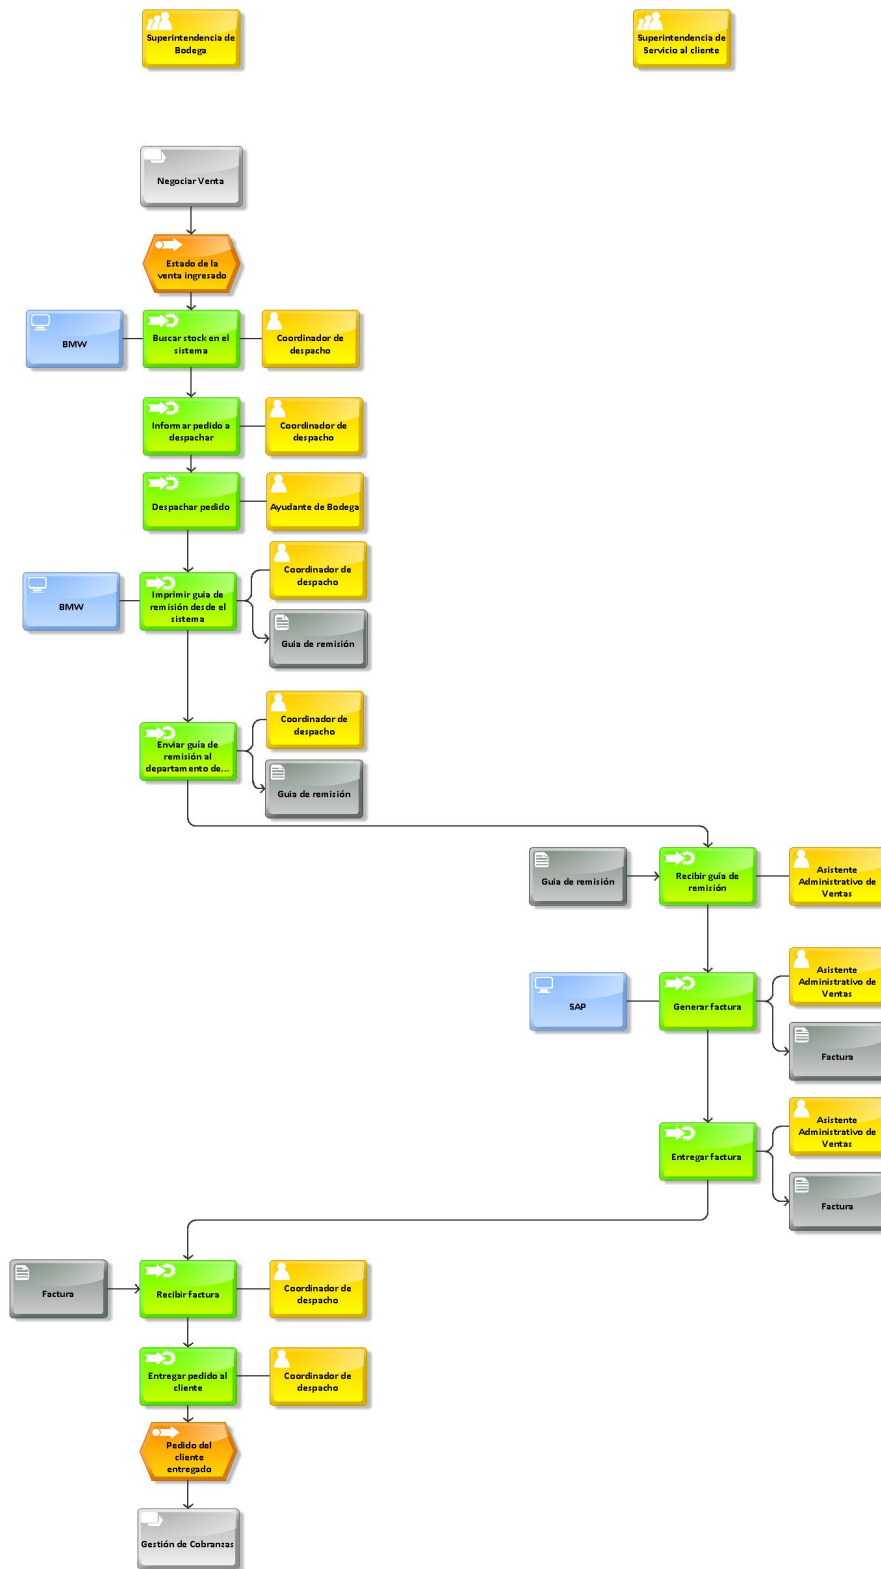 Superintendencia de
Bodega
Superintendencia de
Servicio al cliente
Negociar Venta
Estado de la
venta ingresado
BMW
Buscar stock en el
sistema
Coordinador de
despacho
Informar pedido a
despachar
Coordinador de
despacho
Despachar pedido
Ayudante de Bodega
BMW
Imprimir guia de
remisión desde el
sistema
Coordinador de
despacho
Guia de remisión
Enviar guía de
remisión al
departamento de...
Coordinador de
despacho
Guia de remisión
Guia de remisión
Recibir guía de
remisión
Asistente
Administrativo de
Ventas
SAP
Generar factura
Asistente
Administrativo de
Ventas
Factura
Entregar factura
Asistente
Administrativo de
Ventas
Factura
Factura
Recibir factura
Coordinador de
despacho
Entregar pedido al
cliente
Coordinador de
despacho
Pedido del
cliente
entregado
Gestión de Cobranzas